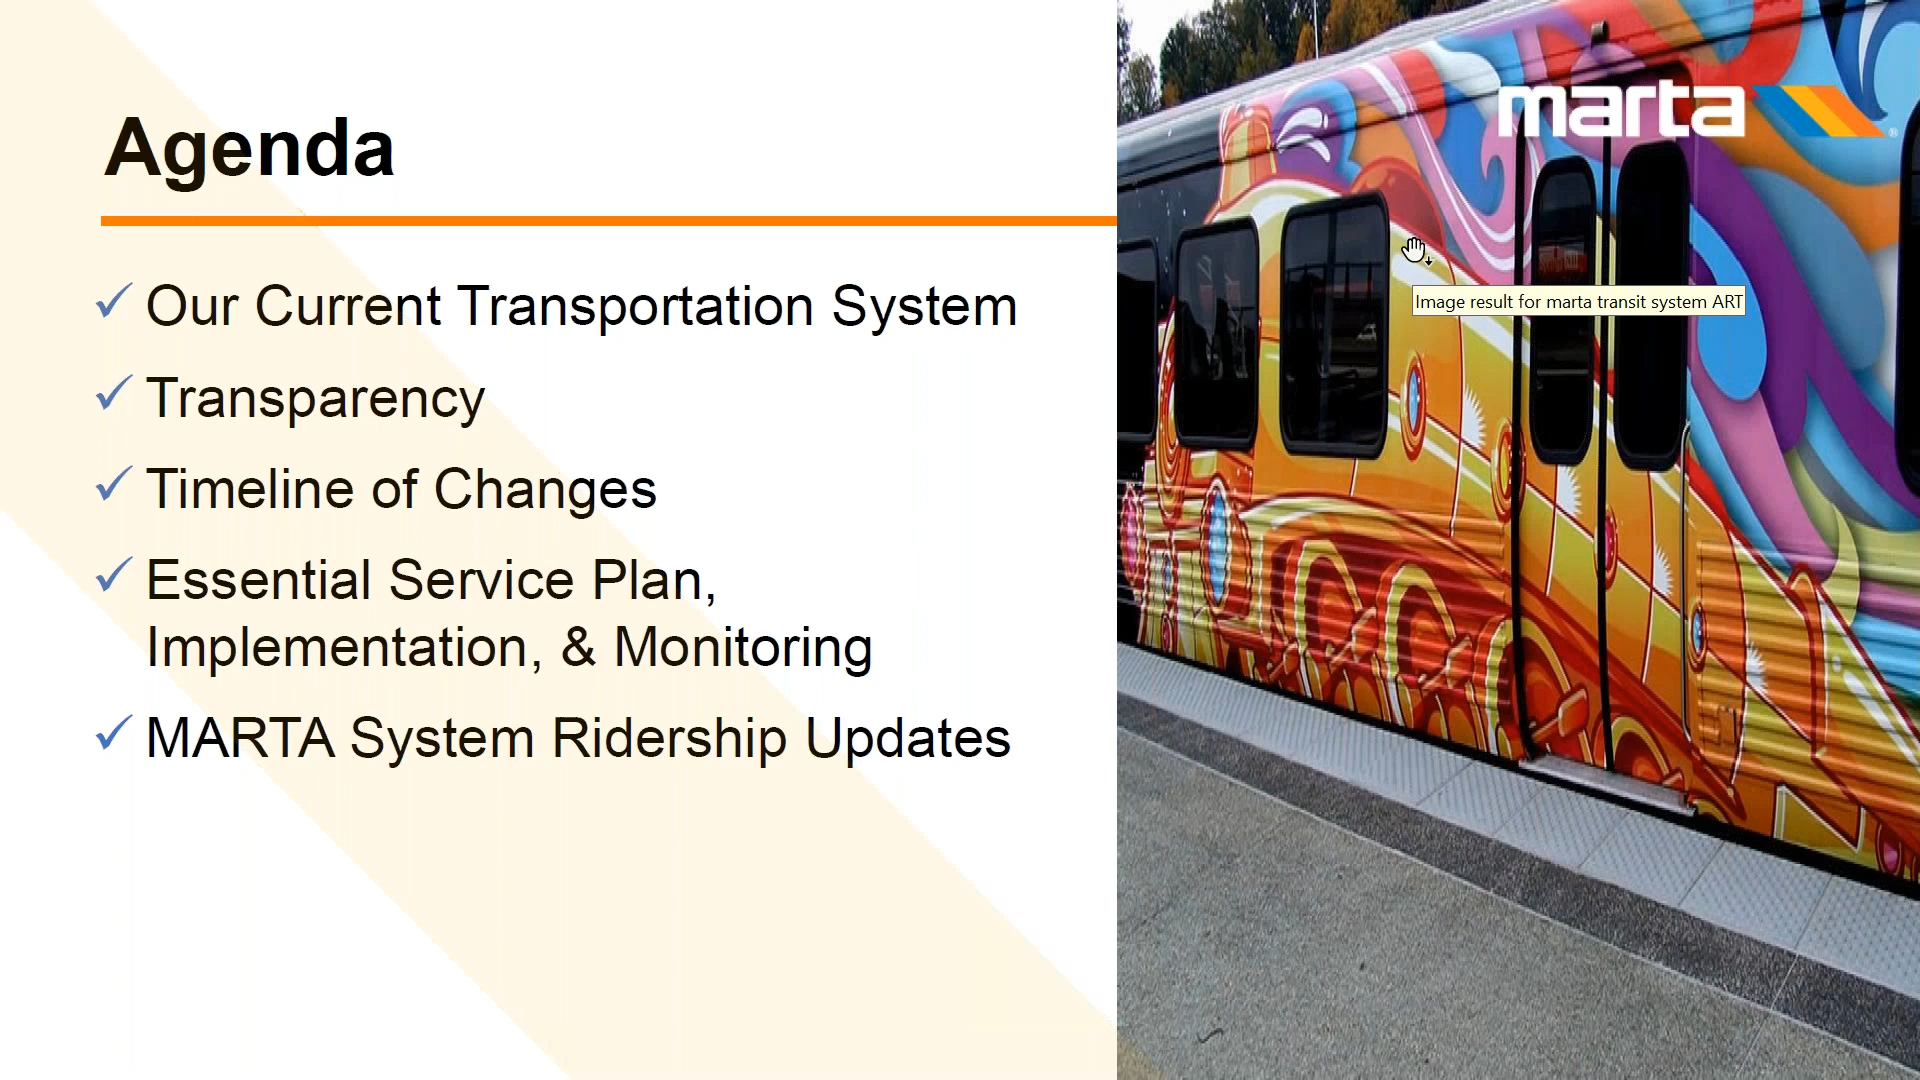 Agenda
marta
Our Current Transportation System
Image result for marta transit system ART
Transparency
Timeline of Changes
Essential Service Plan,
Implementation, & Monitoring
MARTA System Ridership Updates